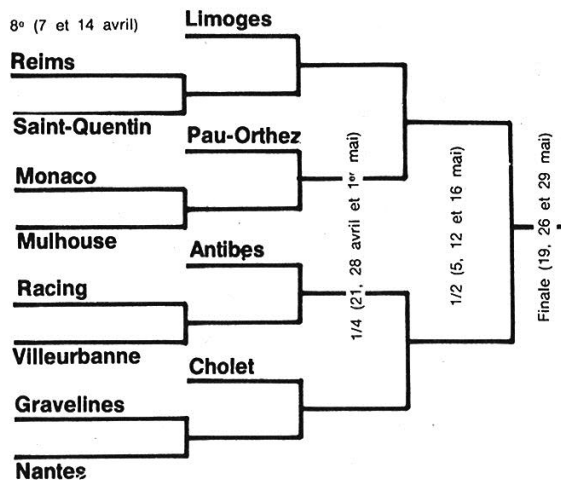 8e (7 et 14 avril)
Limoges
Reims
Saint-Quentin
Pau-Orthez
Monaco
Mulhouse
Antibes
Racing
Villeurbanne
Cholet
Gravelines
Nantes
1/4 (21, 28 avril et 1er mai)
1/2 (5, 12 et 16 mai)
Finale (19, 26 et 29 mai)